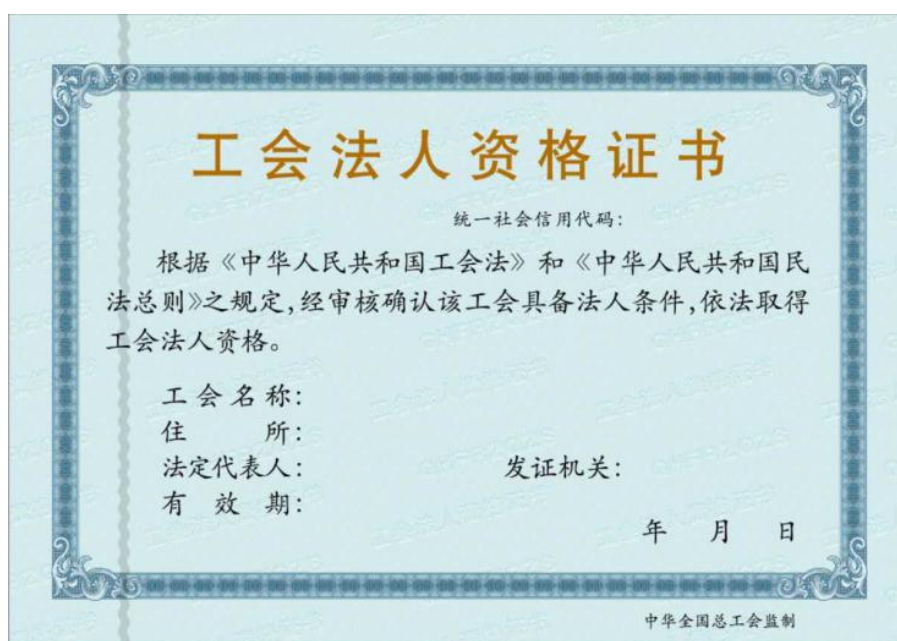 工会法人资格证书
统一社会信用代码:
根据《中华人民共和国工会法》和《中华人民共和国民
法总则》之规定,经审核确认该工会具备法人条件,依法取得
工会法人资格。
工会名称:
住 所:
法定代表人: 发证机关:
有 效 期:
年 月 日
中华全国总工会监制